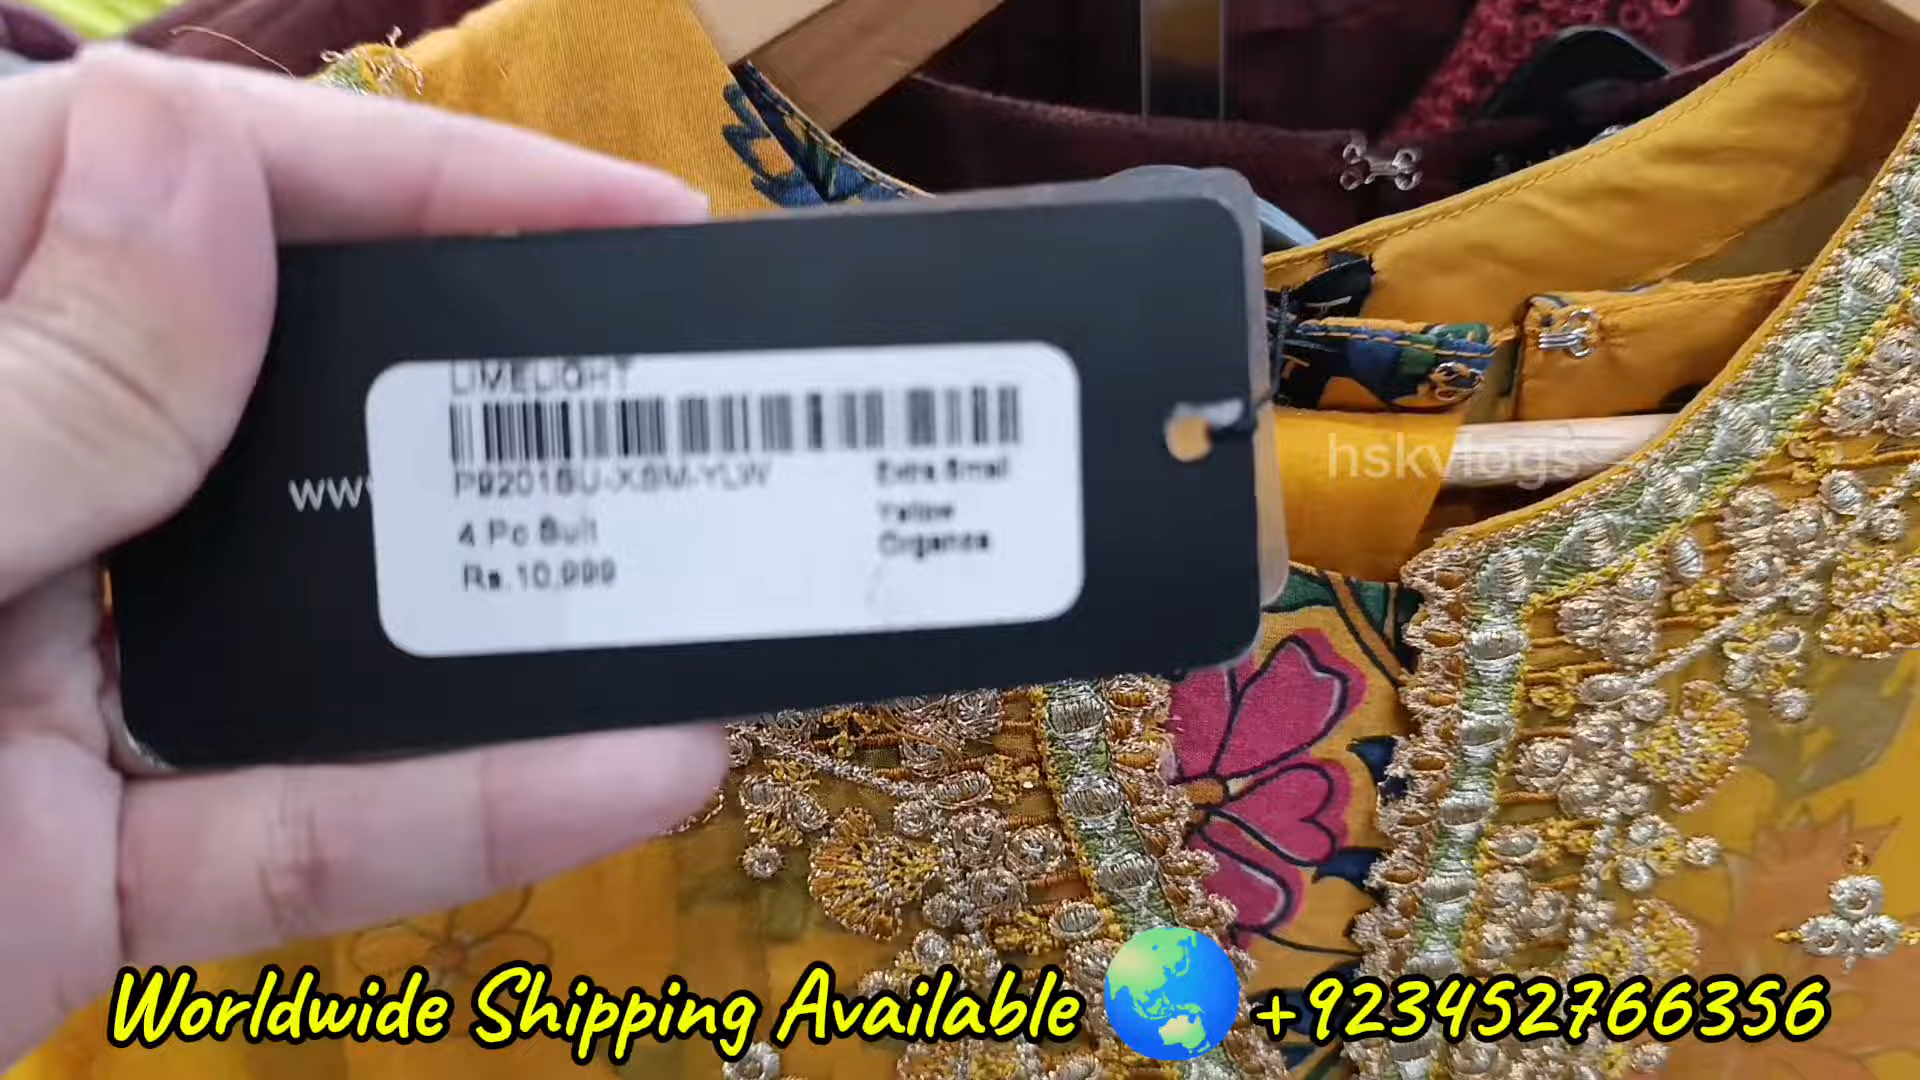 LIMELIGHT
P9201SU-XSM-YLW
Extra Small
4 Pc Suit
Yellow
Rs.10,999
Organza
ww
hskvlogs
Worldwide Shipping Available 🌏 +923452766356